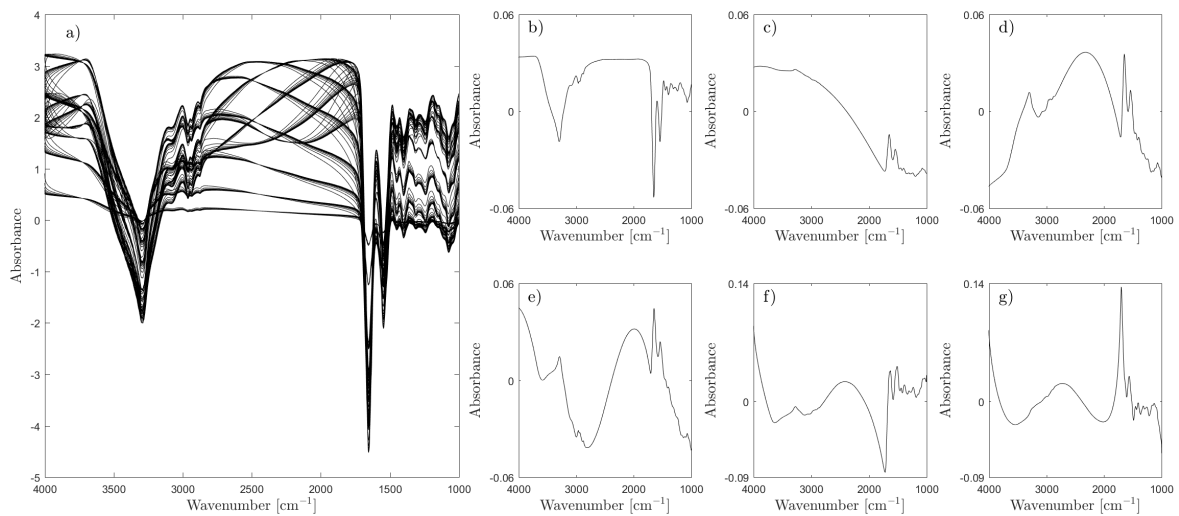 a)
4
3
2
1
0
-1
-2
-3
-4
-5
Absorbance
4000 3500 3000 2500 2000 1500 1000
Wavenumber [cm⁻¹]
b)
0.06
0
-0.06
Absorbance
4000 3000 2000 1000
Wavenumber [cm⁻¹]
c)
0.06
0
-0.06
Absorbance
4000 3000 2000 1000
Wavenumber [cm⁻¹]
d)
0.06
0
-0.06
Absorbance
4000 3000 2000 1000
Wavenumber [cm⁻¹]
e)
0.06
0
-0.06
Absorbance
4000 3000 2000 1000
Wavenumber [cm⁻¹]
f)
0.14
0
-0.09
Absorbance
4000 3000 2000 1000
Wavenumber [cm⁻¹]
g)
0.14
0
-0.09
Absorbance
4000 3000 2000 1000
Wavenumber [cm⁻¹]